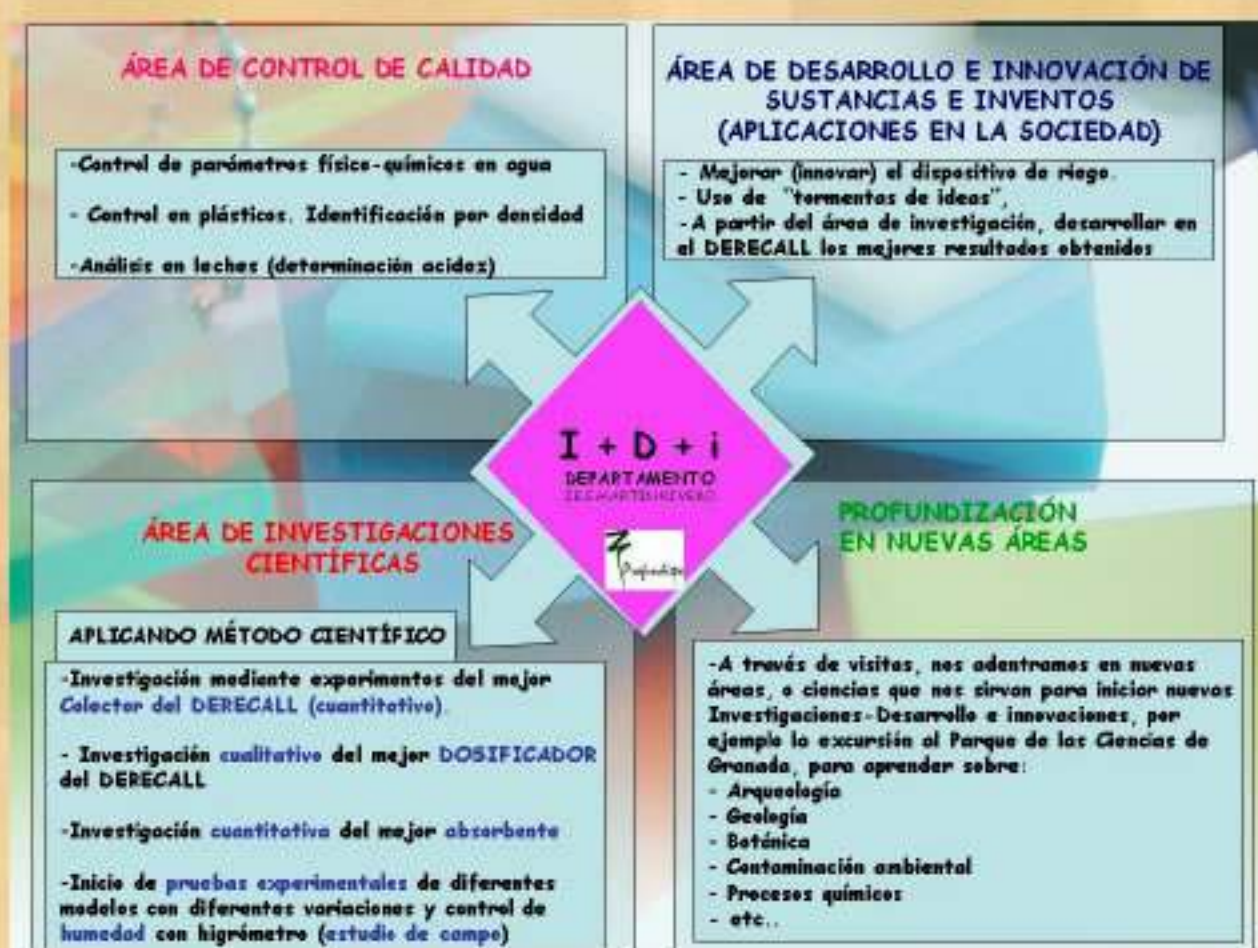 ÁREA DE CONTROL DE CALIDAD
-Control de parámetros físico-químicos en agua
- Control en plásticos. Identificación por densidad
-Análisis en leches (determinación acidez)
ÁREA DE DESARROLLO E INNOVACIÓN DE
SUSTANCIAS E INVENTOS
(APLICACIONES EN LA SOCIEDAD)
- Mejorar (innovar) el dispositivo de riego.
- Uso de "tormentas de ideas",
-A partir del área de investigación, desarrollar en
el DERECALL los mejores resultados obtenidos
I + D + i
DEPARTAMENTO
Profundiza
ÁREA DE INVESTIGACIONES
CIENTÍFICAS
APLICANDO MÉTODO CIENTÍFICO
-Investigación mediante experimentos del mejor
Colector del DERECALL (cuantitativo).
- Investigación cualitativo del mejor DOSIFICADOR
del DERECALL
-Investigación cuantitativa del mejor absorbente
-Inicio de pruebas experimentales de diferentes
modelos con diferentes variaciones y control de
humedad con higrómetro (estudio de campo)
PROFUNDIZACIÓN
EN NUEVAS ÁREAS
-A través de visitas, nos adentramos en nuevas
áreas, o ciencias que nos sirvan para iniciar nuevas
Investigaciones-Desarrollo e innovaciones, por
ejemplo la excursión al Parque de las Ciencias de
Granada, para aprender sobre:
- Arqueología
- Geología
- Botánica
- Contaminación ambiental
- Procesos químicos
- etc..